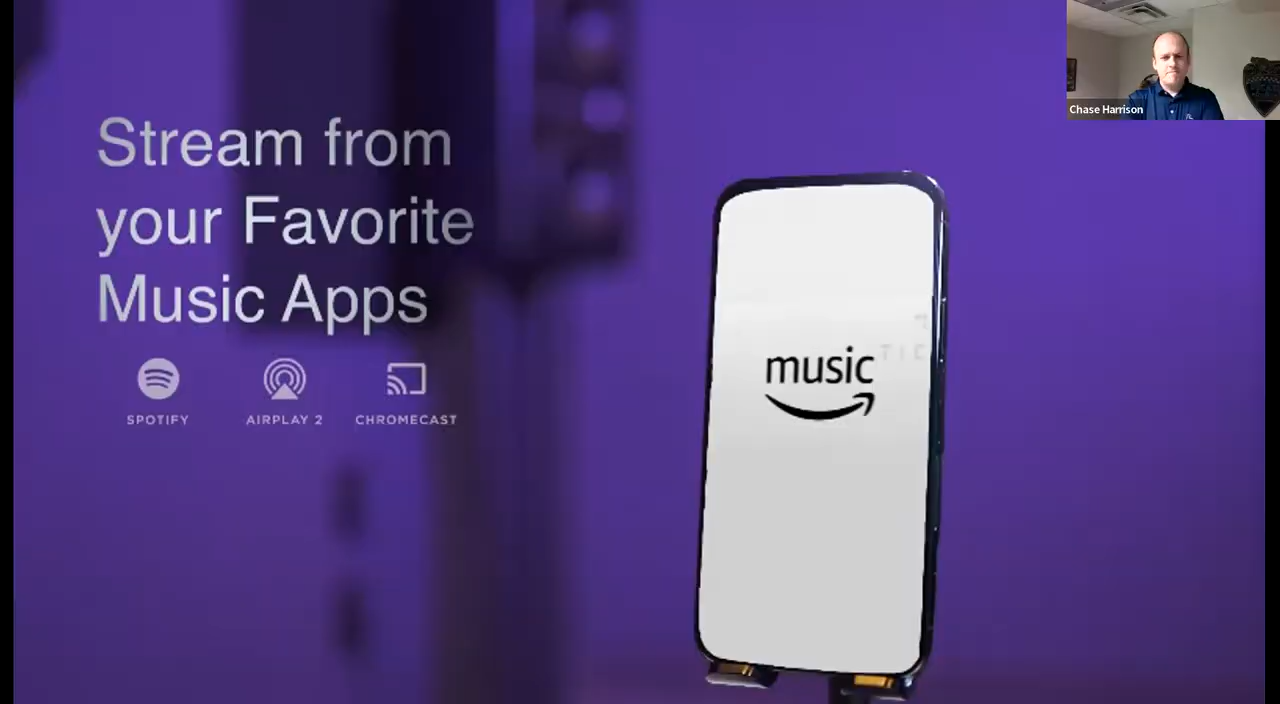 Stream from
your Favorite
Music Apps
SPOTIFY
AIRPLAY 2
CHROMECAST
music
Chase Harrison